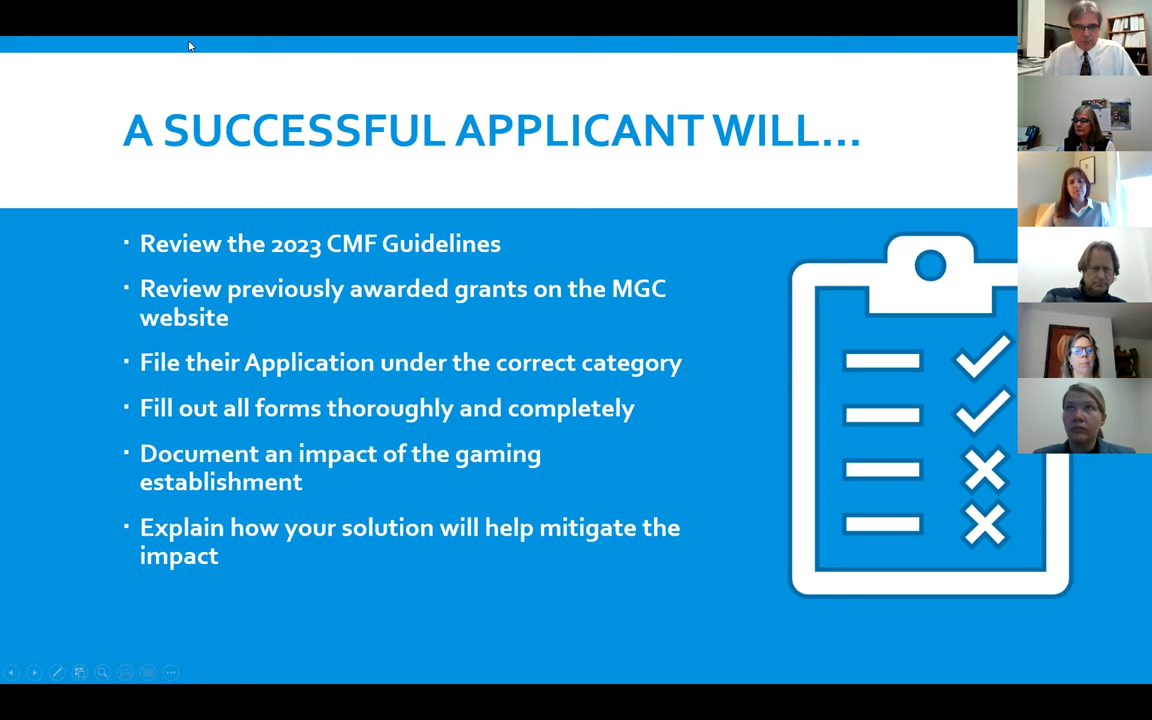 A SUCCESSFUL APPLICANT WILL...
▪ Review the 2023 CMF Guidelines
▪ Review previously awarded grants on the MGC
website
▪ File their Application under the correct category
▪ Fill out all forms thoroughly and completely
▪ Document an impact of the gaming
establishment
▪ Explain how your solution will help mitigate the
impact